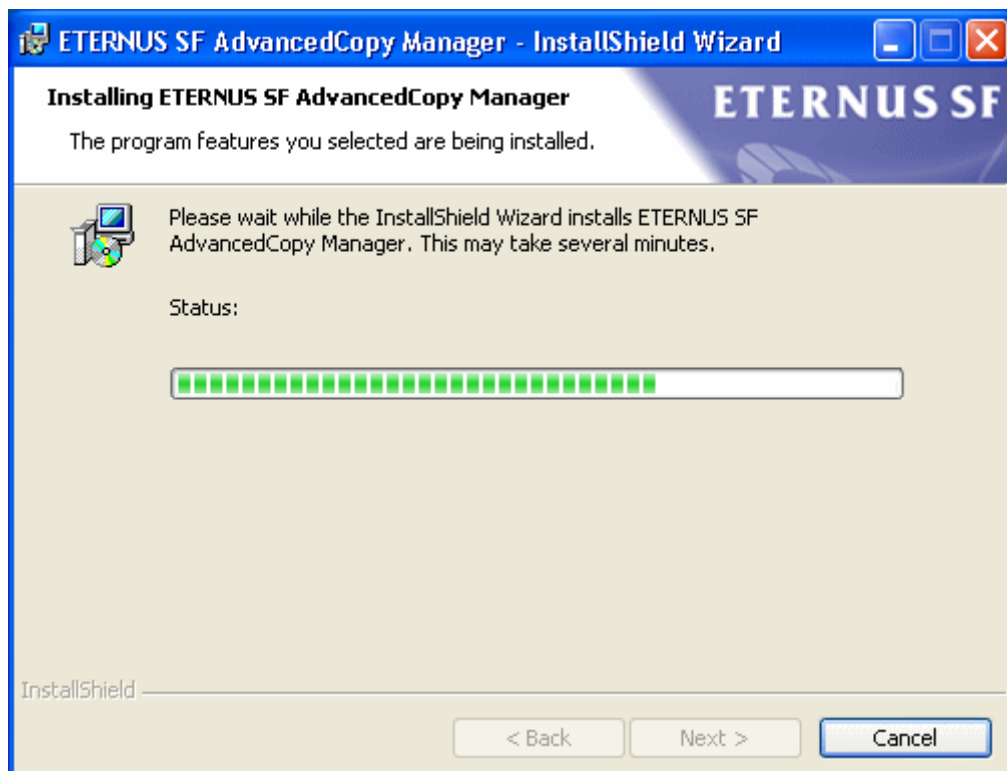 ETERNUS SF AdvancedCopy Manager - InstallShield Wizard
Installing ETERNUS SF AdvancedCopy Manager
ETERNUS SF
The program features you selected are being installed.
Please wait while the InstallShield Wizard installs ETERNUS SF
AdvancedCopy Manager. This may take several minutes.
Status:
InstallShield
< Back
Next >
Cancel